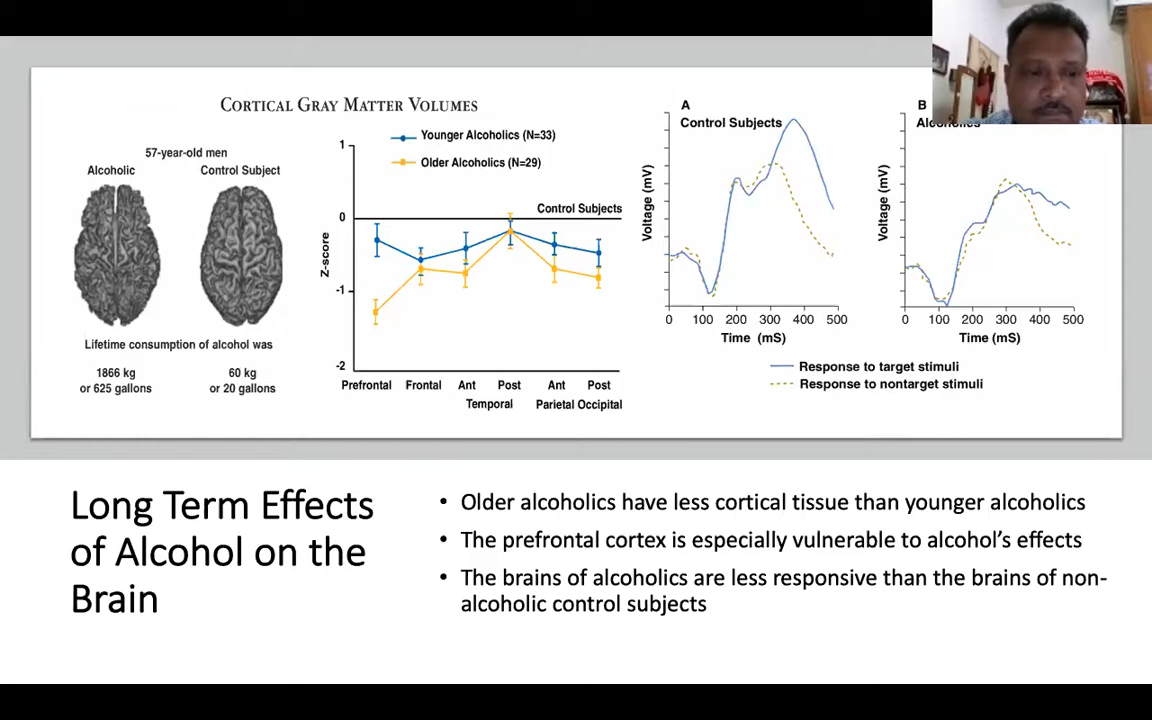 CORTICAL GRAY MATTER VOLUMES
57-year-old men
Alcoholic
Control Subject
Lifetime consumption of alcohol was
1866 kg
or 625 gallons
60 kg
or 20 gallons
Younger Alcoholics (N=33)
Older Alcoholics (N=29)
Control Subjects
Z-score
1
0
-1
-2
Prefrontal Frontal Ant Post Ant Post
Temporal Parietal Occipital
A
Control Subjects
Voltage (mV)
0 100 200 300 400 500
Time (mS)
B
Alcoholics
Voltage (mV)
0 100 200 300 400 500
Time (mS)
Response to target stimuli
Response to nontarget stimuli
Long Term Effects
of Alcohol on the
Brain
• Older alcoholics have less cortical tissue than younger alcoholics
• The prefrontal cortex is especially vulnerable to alcohol’s effects
• The brains of alcoholics are less responsive than the brains of non-
alcoholic control subjects